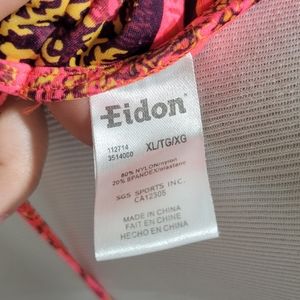 Eidon
112714
3514000
XL/TG/XG
80% NYLON/nylon
20% SPANDEX/elastane
SGS SPORTS INC.
CA12305
MADE IN CHINA
FAIT EN CHINE
HECHO EN CHINA